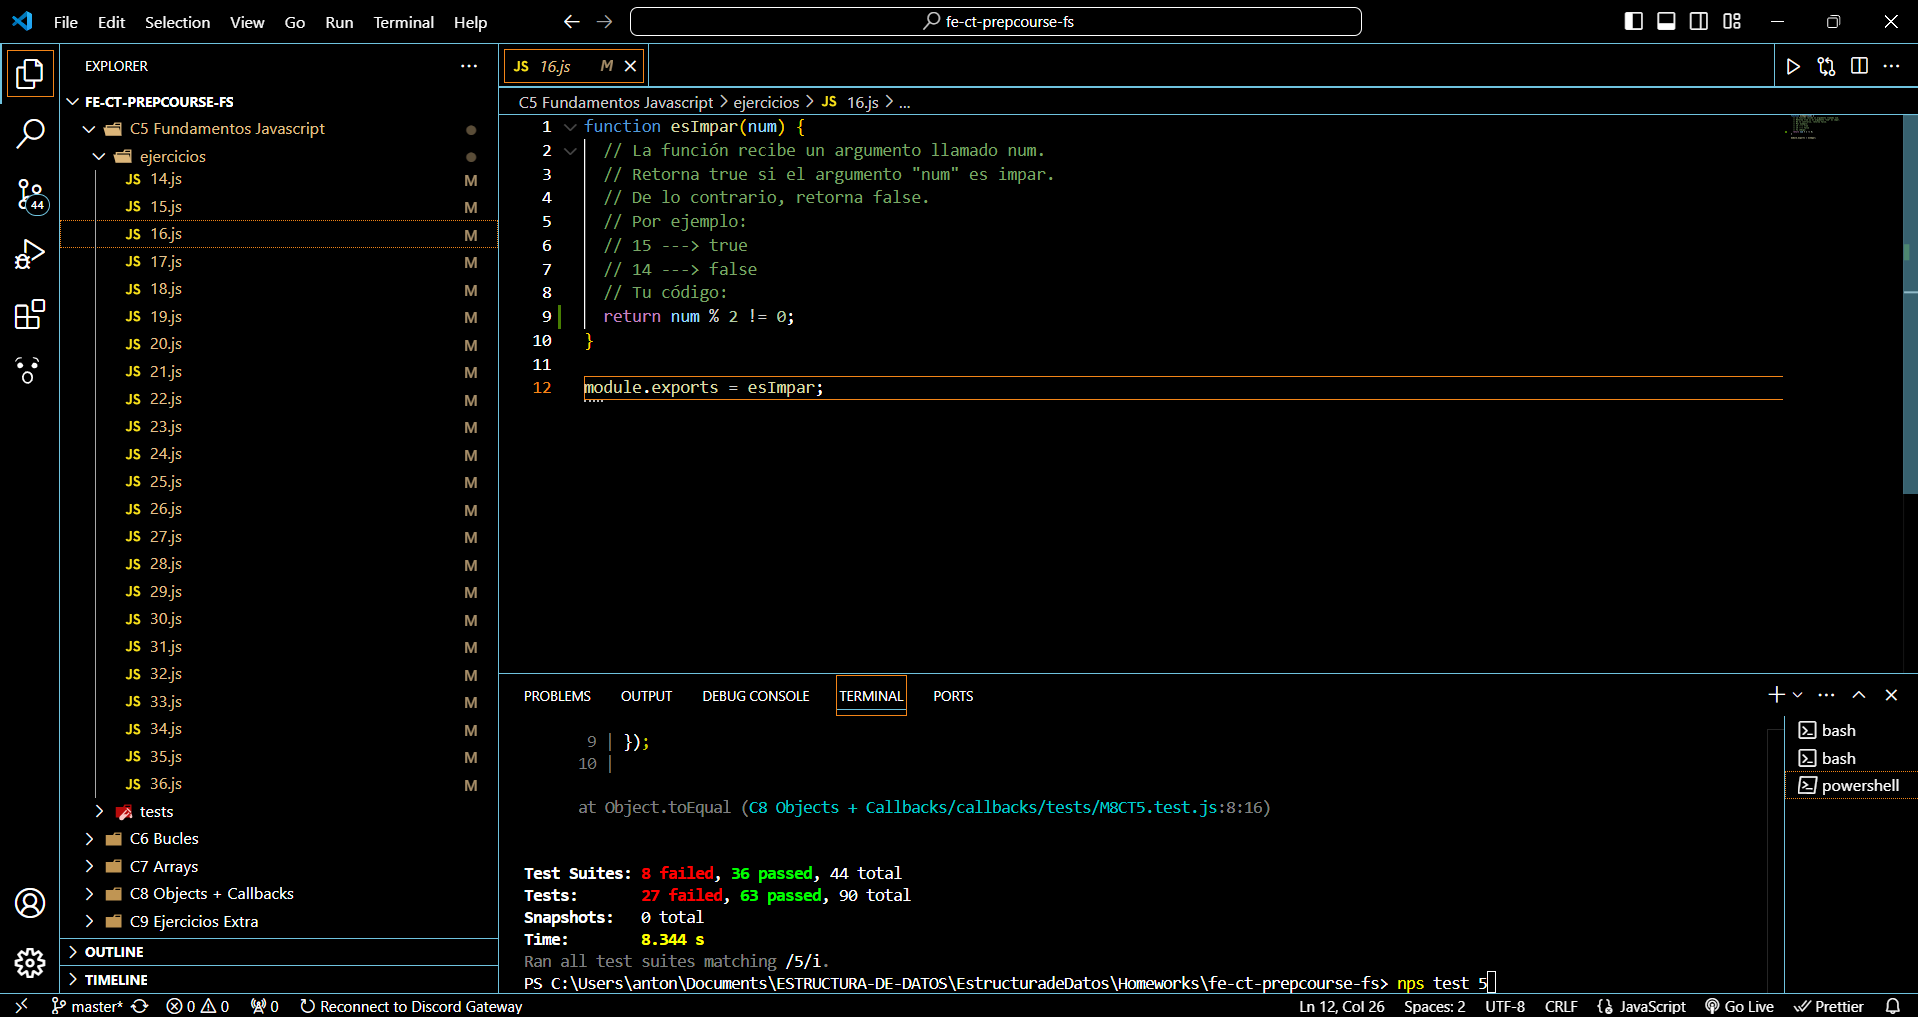 File Edit Selection View Go Run Terminal Help
fe-ct-prepcourse-fs
EXPLORER
FE-CT-PREPCOURSE-FS
C5 Fundamentos Javascript
ejercicios
JS 14.js M
JS 15.js M
JS 16.js M
JS 17.js M
JS 18.js M
JS 19.js M
JS 20.js M
JS 21.js M
JS 22.js M
JS 23.js M
JS 24.js M
JS 25.js M
JS 26.js M
JS 27.js M
JS 28.js M
JS 29.js M
JS 30.js M
JS 31.js M
JS 32.js M
JS 33.js M
JS 34.js M
JS 35.js M
JS 36.js M
tests
C6 Bucles
C7 Arrays
C8 Objects + Callbacks
C9 Ejercicios Extra
OUTLINE
TIMELINE
44
JS 16.js M
C5 Fundamentos Javascript > ejercicios > JS 16.js > ...
1 function esImpar(num) {
2 // La función recibe un argumento llamado num.
3 // Retorna true si el argumento "num" es impar.
4 // De lo contrario, retorna false.
5 // Por ejemplo:
6 // 15 ---> true
7 // 14 ---> false
8 // Tu código:
9 return num % 2 != 0;
10 }
11
12 module.exports = esImpar;
PROBLEMS OUTPUT DEBUG CONSOLE TERMINAL PORTS
9 | });
10 |
at Object.toEqual (C8 Objects + Callbacks/callbacks/tests/M8CT5.test.js:8:16)
Test Suites: 8 failed, 36 passed, 44 total
Tests: 27 failed, 63 passed, 90 total
Snapshots: 0 total
Time: 8.344 s
Ran all test suites matching /5/i.
PS C:\Users\anton\Documents\ESTRUCTURA-DE-DATOS\EstructuradeDatos\Homeworks\fe-ct-prepcourse-fs> nps test 5
bash
bash
powershell
master* 0 0 0 Reconnect to Discord Gateway
Ln 12, Col 26 Spaces: 2 UTF-8 CRLF JavaScript Go Live Prettier